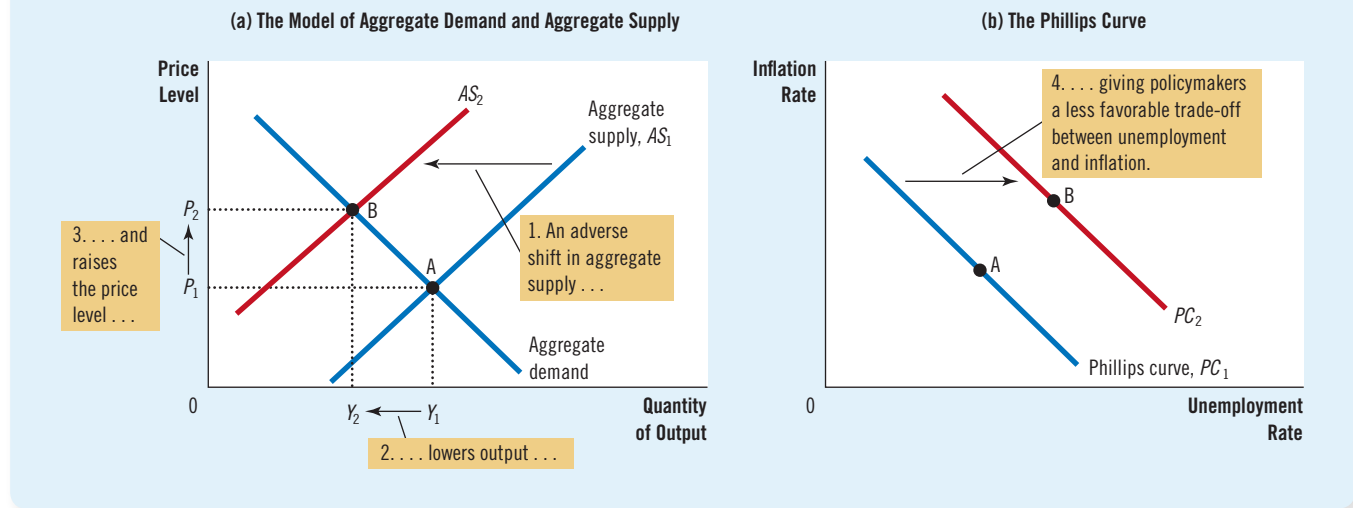 (a) The Model of Aggregate Demand and Aggregate Supply
Price
Level
AS2
Aggregate
supply, AS1
P2
B
3. . . . and
raises
the price
level . . .
1. An adverse
shift in aggregate
supply . . .
A
P1
Aggregate
demand
0
Y2
Y1
Quantity
of Output
2. . . . lowers output . . .
(b) The Phillips Curve
Inflation
Rate
4. . . . giving policymakers
a less favorable trade-off
between unemployment
and inflation.
B
A
PC2
Phillips curve, PC1
0
Unemployment
Rate